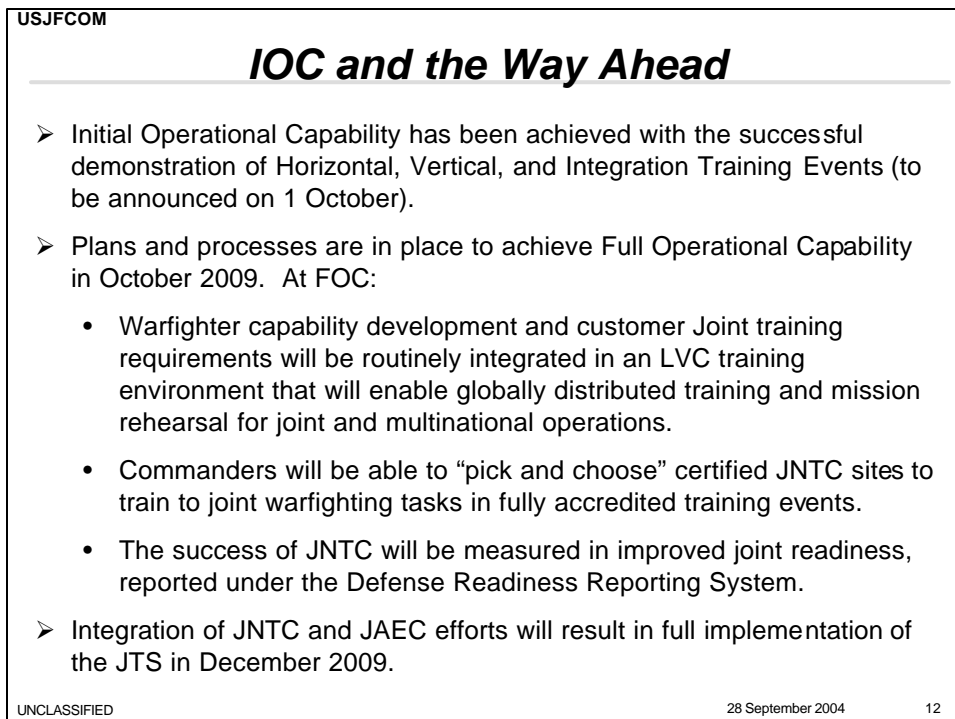 USJFCOM
IOC and the Way Ahead
➢ Initial Operational Capability has been achieved with the successful
demonstration of Horizontal, Vertical, and Integration Training Events (to
be announced on 1 October).
➢ Plans and processes are in place to achieve Full Operational Capability
in October 2009. At FOC:
• Warfighter capability development and customer Joint training
requirements will be routinely integrated in an LVC training
environment that will enable globally distributed training and mission
rehearsal for joint and multinational operations.
• Commanders will be able to “pick and choose” certified JNTC sites to
train to joint warfighting tasks in fully accredited training events.
• The success of JNTC will be measured in improved joint readiness,
reported under the Defense Readiness Reporting System.
➢ Integration of JNTC and JAEC efforts will result in full implementation of
the JTS in December 2009.
UNCLASSIFIED 28 September 2004 12